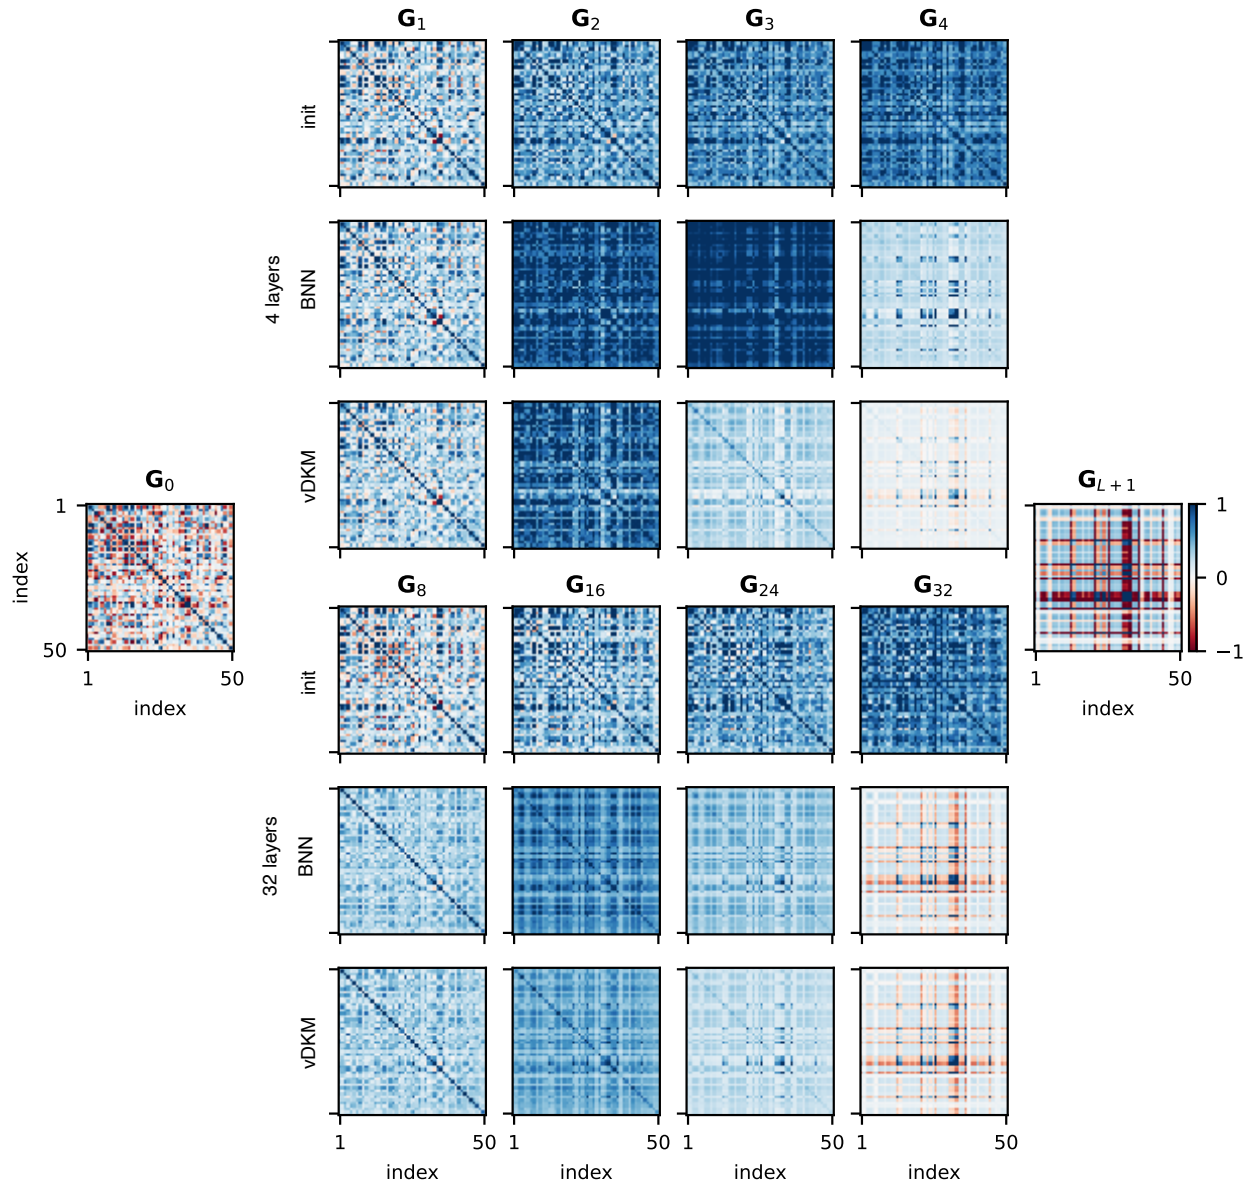 G₁ G₂ G₃ G₄
init
4 layers
BNN
vDKM
G₀
1
index
50
1 50
index
G_{L+1}
1
0
−1
1 50
index
G₈ G₁₆ G₂₄ G₃₂
init
32 layers
BNN
vDKM
1 50 1 50 1 50 1 50
index index index index